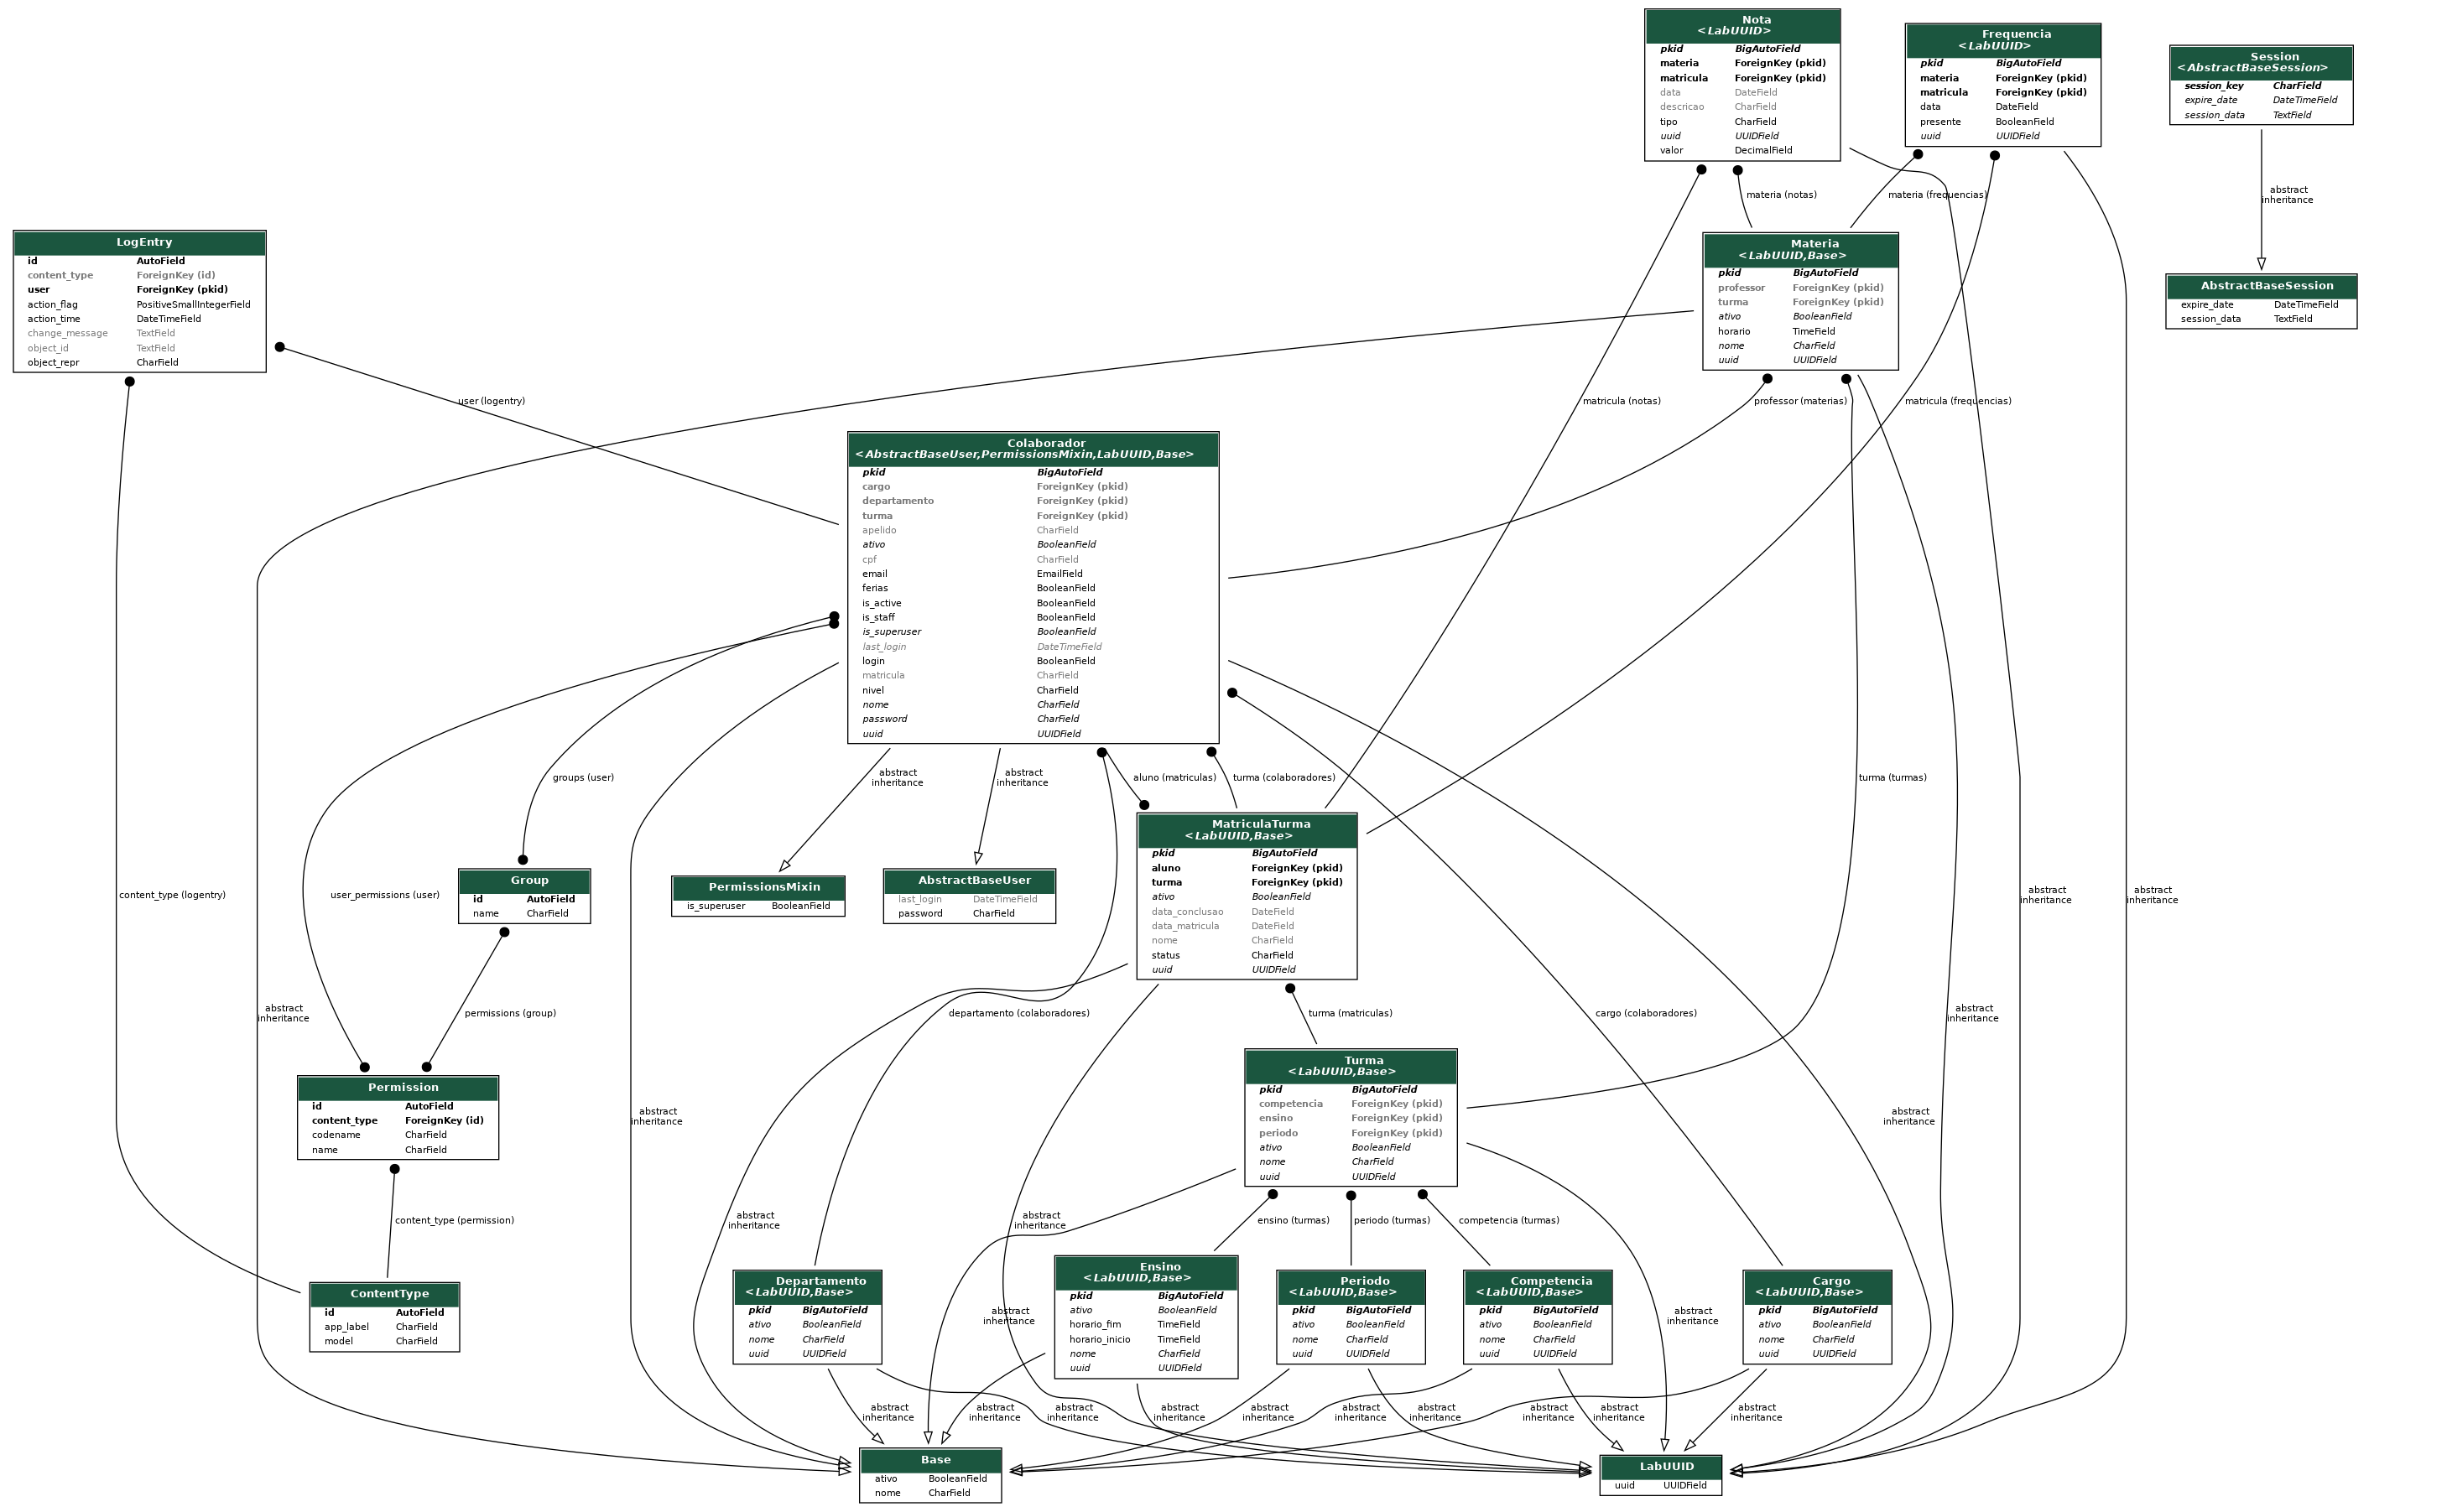 Nota
<LabUUID>
pkid BigAutoField
materia ForeignKey (pkid)
matricula ForeignKey (pkid)
data DateField
descricao CharField
tipo CharField
uuid UUIDField
valor DecimalField
Frequencia
<LabUUID>
pkid BigAutoField
materia ForeignKey (pkid)
matricula ForeignKey (pkid)
data DateField
presente BooleanField
uuid UUIDField
Session
<AbstractBaseSession>
session_key CharField
expire_date DateTimeField
session_data TextField
materia (notas)
materia (frequencias)
abstract
inheritance
LogEntry
id AutoField
content_type ForeignKey (id)
user ForeignKey (pkid)
action_flag PositiveSmallIntegerField
action_time DateTimeField
change_message TextField
object_id TextField
object_repr CharField
Materia
<LabUUID,Base>
pkid BigAutoField
professor ForeignKey (pkid)
turma ForeignKey (pkid)
ativo BooleanField
horario TimeField
nome CharField
uuid UUIDField
AbstractBaseSession
expire_date DateTimeField
session_data TextField
user (logentry)
matricula (notas)
professor (materias)
matricula (frequencias)
Colaborador
<AbstractBaseUser,PermissionsMixin,LabUUID,Base>
pkid BigAutoField
cargo ForeignKey (pkid)
departamento ForeignKey (pkid)
turma ForeignKey (pkid)
apelido CharField
ativo BooleanField
cpf CharField
email EmailField
ferias BooleanField
is_active BooleanField
is_staff BooleanField
is_superuser BooleanField
last_login DateTimeField
login BooleanField
matricula CharField
nivel CharField
nome CharField
password CharField
uuid UUIDField
groups (user)
abstract
inheritance
abstract
inheritance
aluno (matriculas)
turma (colaboradores)
turma (turmas)
content_type (logentry)
user_permissions (user)
Group
id AutoField
name CharField
PermissionsMixin
is_superuser BooleanField
AbstractBaseUser
last_login DateTimeField
password CharField
MatriculaTurma
<LabUUID,Base>
pkid BigAutoField
aluno ForeignKey (pkid)
turma ForeignKey (pkid)
ativo BooleanField
data_conclusao DateField
data_matricula DateField
nome CharField
status CharField
uuid UUIDField
abstract
inheritance
abstract
inheritance
abstract
inheritance
permissions (group)
departamento (colaboradores)
turma (matriculas)
cargo (colaboradores)
abstract
inheritance
Permission
id AutoField
content_type ForeignKey (id)
codename CharField
name CharField
abstract
inheritance
Turma
<LabUUID,Base>
pkid BigAutoField
competencia ForeignKey (pkid)
ensino ForeignKey (pkid)
periodo ForeignKey (pkid)
ativo BooleanField
nome CharField
uuid UUIDField
abstract
inheritance
content_type (permission)
abstract
inheritance
abstract
inheritance
ensino (turmas)
periodo (turmas)
competencia (turmas)
ContentType
id AutoField
app_label CharField
model CharField
Departamento
<LabUUID,Base>
pkid BigAutoField
ativo BooleanField
nome CharField
uuid UUIDField
abstract
inheritance
Ensino
<LabUUID,Base>
pkid BigAutoField
ativo BooleanField
horario_fim TimeField
horario_inicio TimeField
nome CharField
uuid UUIDField
Periodo
<LabUUID,Base>
pkid BigAutoField
ativo BooleanField
nome CharField
uuid UUIDField
Competencia
<LabUUID,Base>
pkid BigAutoField
ativo BooleanField
nome CharField
uuid UUIDField
abstract
inheritance
Cargo
<LabUUID,Base>
pkid BigAutoField
ativo BooleanField
nome CharField
uuid UUIDField
abstract
inheritance
abstract
inheritance
abstract
inheritance
abstract
inheritance
abstract
inheritance
abstract
inheritance
abstract
inheritance
abstract
inheritance
abstract
inheritance
abstract
inheritance
Base
ativo BooleanField
nome CharField
LabUUID
uuid UUIDField